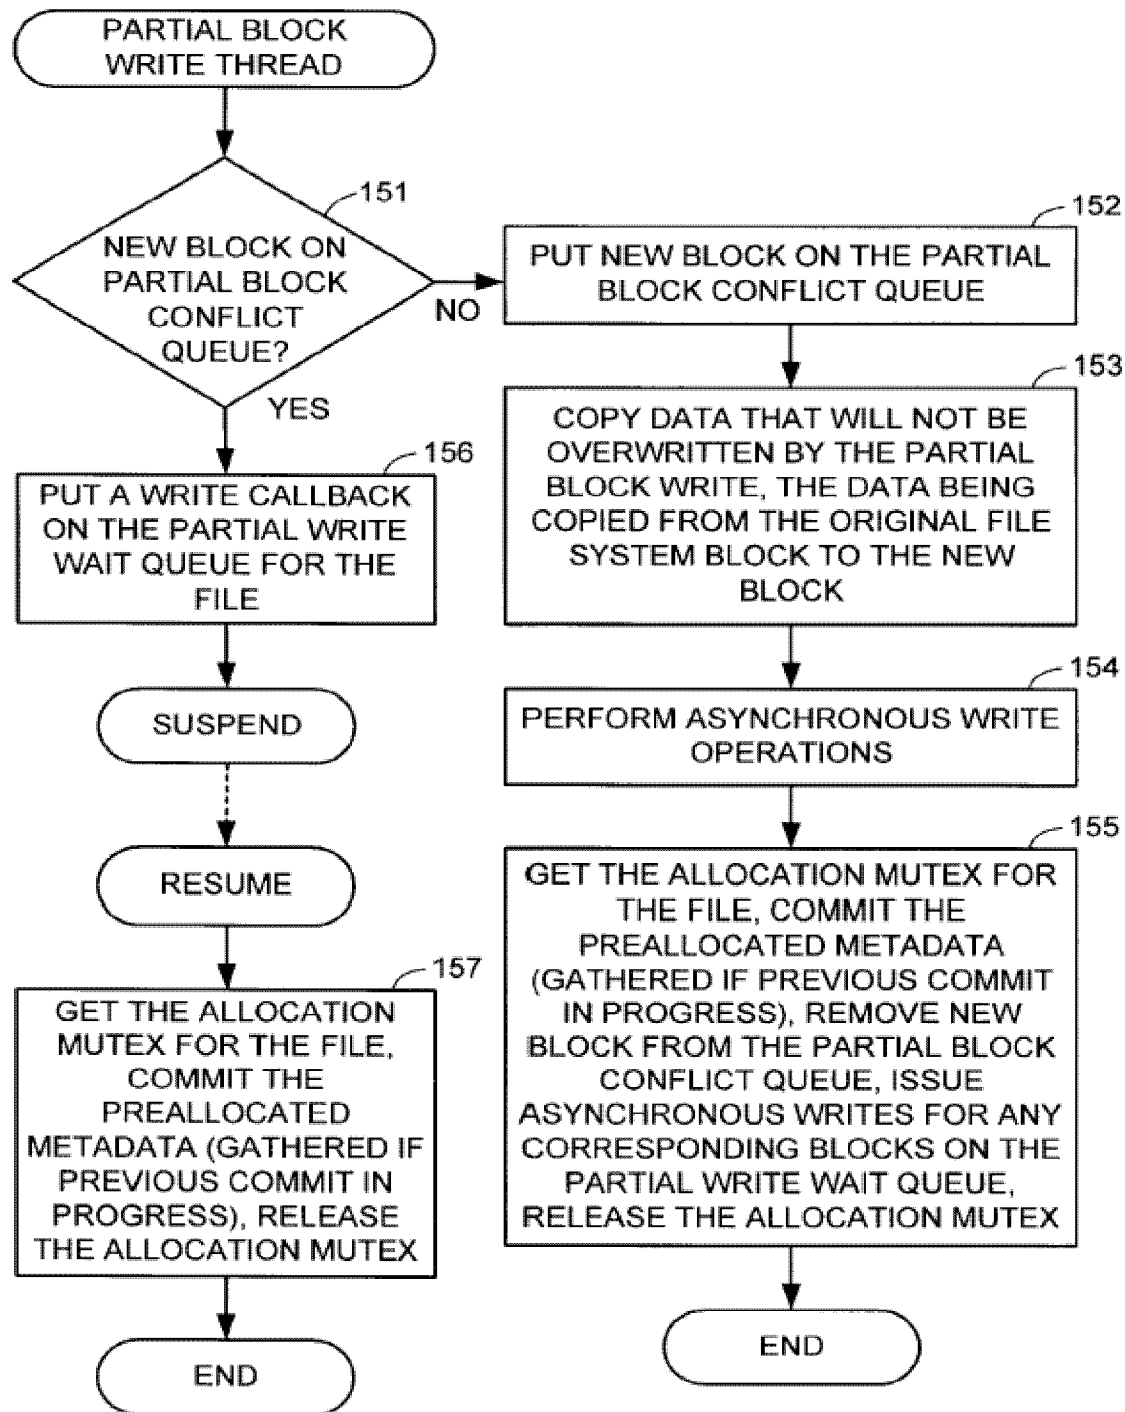 PARTIAL BLOCK
WRITE THREAD
151
NEW BLOCK ON
PARTIAL BLOCK
CONFLICT
QUEUE?
NO
YES
152
PUT NEW BLOCK ON THE PARTIAL
BLOCK CONFLICT QUEUE
153
COPY DATA THAT WILL NOT BE
OVERWRITTEN BY THE PARTIAL
BLOCK WRITE, THE DATA BEING
COPIED FROM THE ORIGINAL FILE
SYSTEM BLOCK TO THE NEW
BLOCK
154
PERFORM ASYNCHRONOUS WRITE
OPERATIONS
155
GET THE ALLOCATION MUTEX FOR
THE FILE, COMMIT THE
PREALLOCATED METADATA
(GATHERED IF PREVIOUS COMMIT
IN PROGRESS), REMOVE NEW
BLOCK FROM THE PARTIAL BLOCK
CONFLICT QUEUE, ISSUE
ASYNCHRONOUS WRITES FOR ANY
CORRESPONDING BLOCKS ON THE
PARTIAL WRITE WAIT QUEUE,
RELEASE THE ALLOCATION MUTEX
END
156
PUT A WRITE CALLBACK
ON THE PARTIAL WRITE
WAIT QUEUE FOR THE
FILE
SUSPEND
RESUME
157
GET THE ALLOCATION
MUTEX FOR THE FILE,
COMMIT THE
PREALLOCATED
METADATA (GATHERED IF
PREVIOUS COMMIT IN
PROGRESS), RELEASE
THE ALLOCATION MUTEX
END